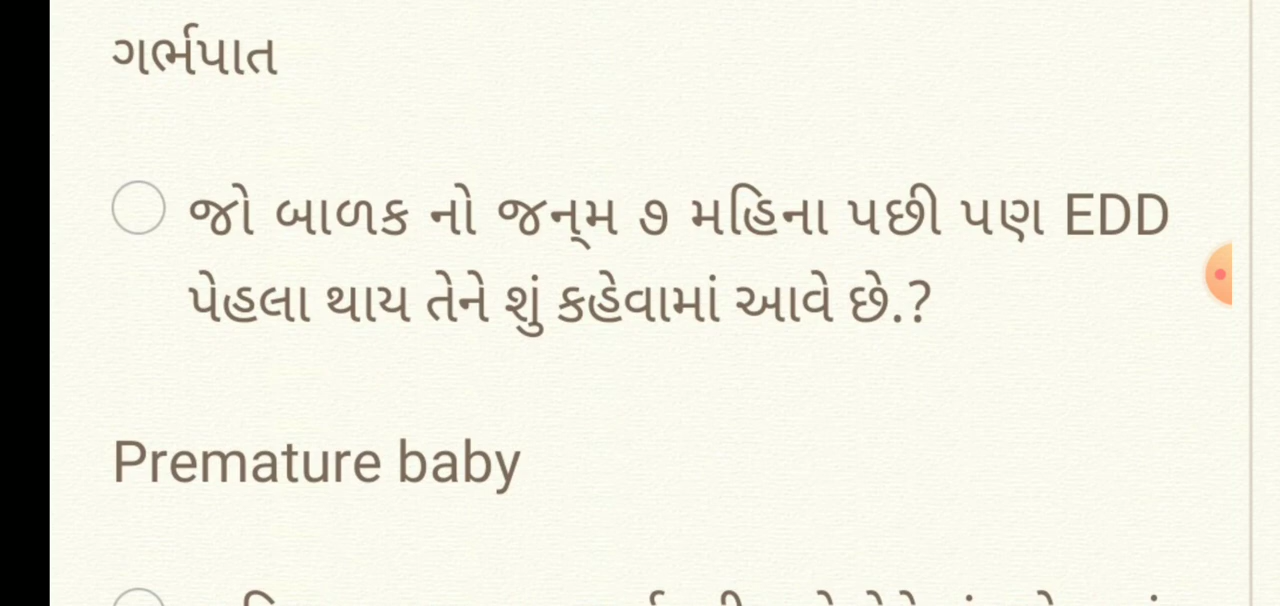 ગર્ભપાત
જો બાળક નો જન્‌મ ૭ મહિના પછી પણ EDD
પેહલા થાય તેને શું કહેવામાં આવે છે.?
Premature baby